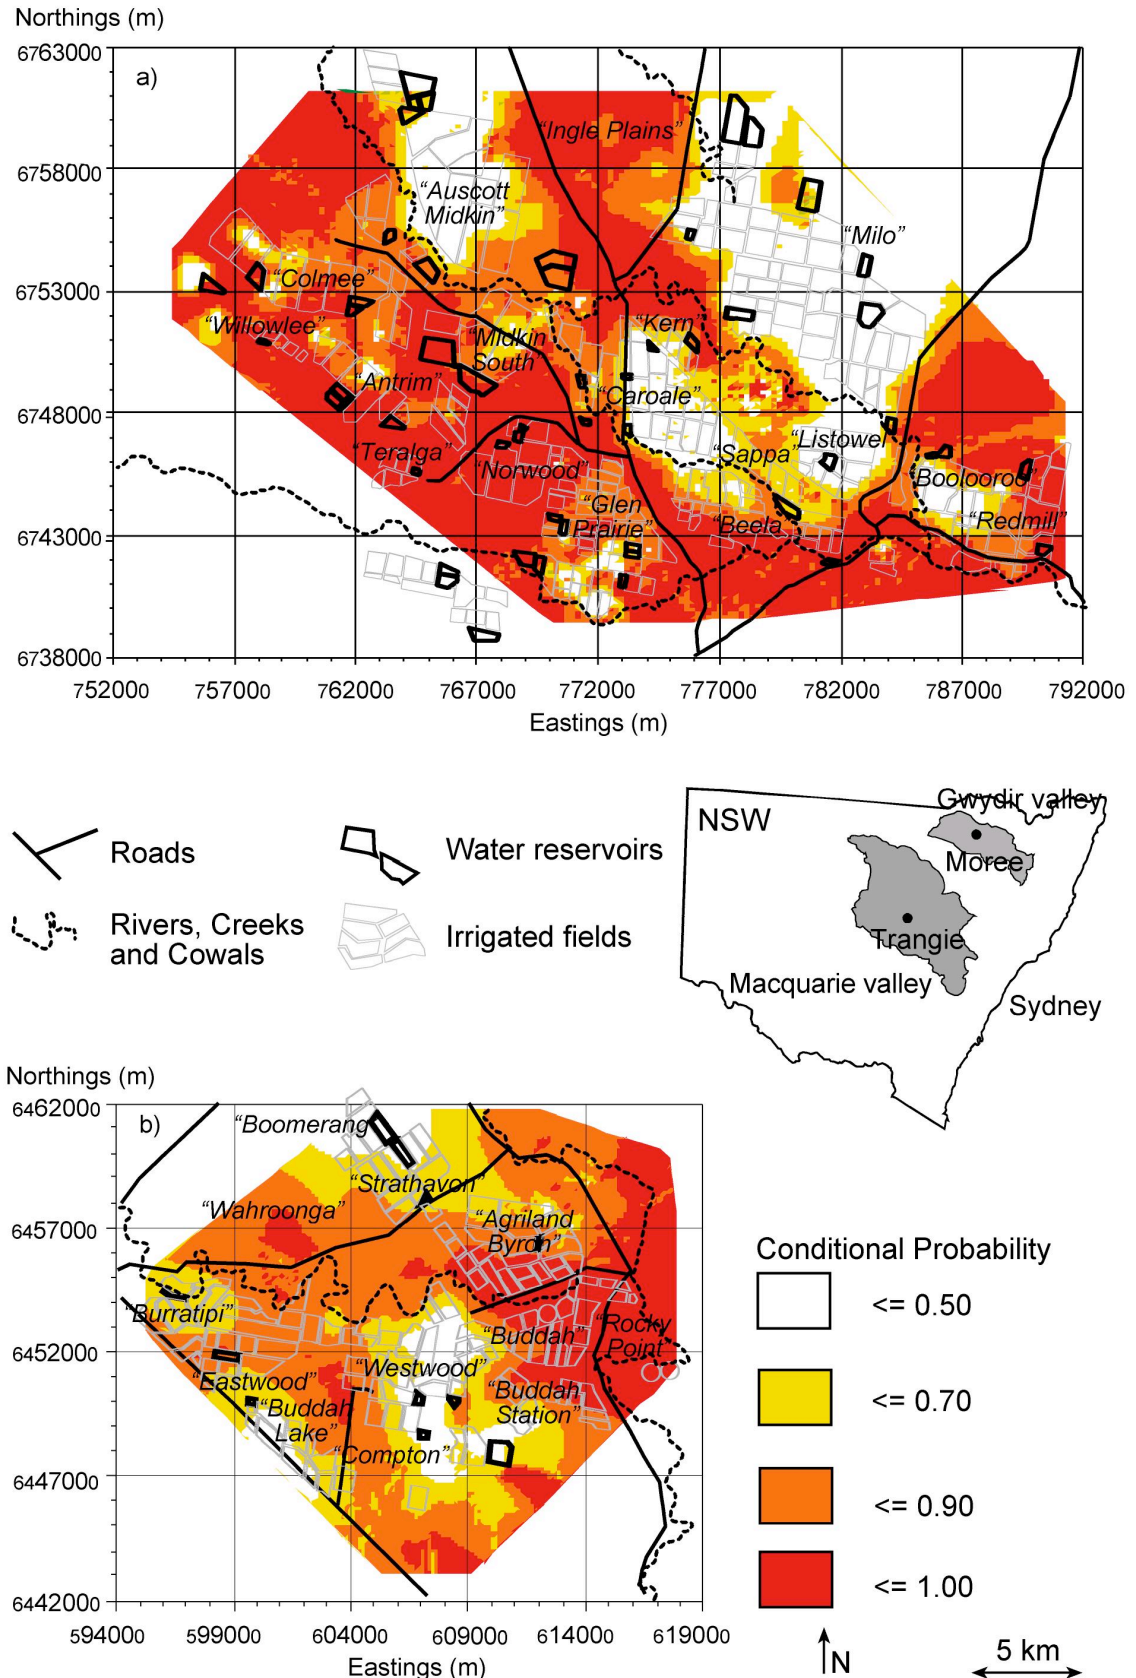 Northings (m)
6763000
a)
"Ingle Plains"
6758000
"Auscott
Midkin"
"Milo"
"Colmee"
6753000
"Willowlee"
"Kern"
"Midkin
South"
"Antrim"
"Caroale"
6748000
"Teralga"
"Norwood"
"Sappa"
"Listowel
Boolooroo"
"Glen
Prairie"
"Beela"
"Redmill"
6743000
6738000
752000 757000 762000 767000 772000 777000 782000 787000 792000
Eastings (m)
Roads
Water reservoirs
Rivers, Creeks
and Cowals
Irrigated fields
NSW
Gwydir valley
Moree
Trangie
Macquarie valley
Sydney
Northings (m)
6462000
b)
"Boomerang
"Strathavon"
"Wahroonga"
6457000
"Agriland
Byron"
"Burratipi"
"Buddah"
"Rocky
Point
6452000
"Westwood"
"Eastwood"
"Buddah
Station"
"Buddah
Lake"
"Compton"
6447000
6442000
594000 599000 604000 609000 614000 619000
Eastings (m)
Conditional Probability
<= 0.50
<= 0.70
<= 0.90
<= 1.00
N
5 km